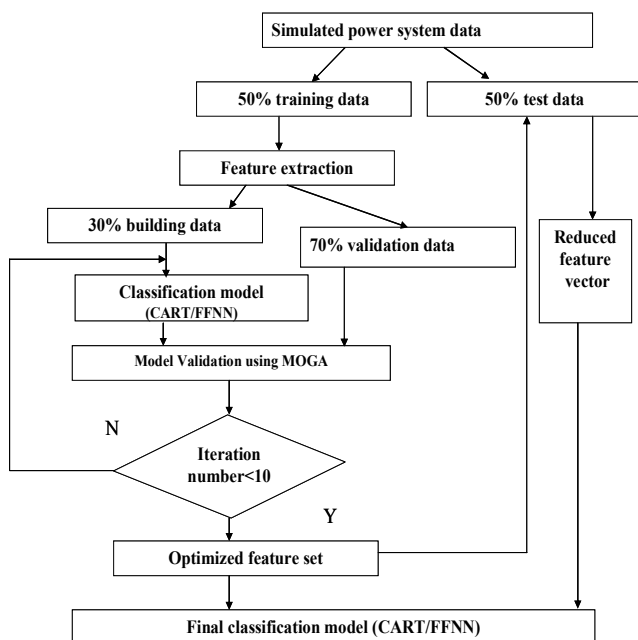 Simulated power system data
50% training data
50% test data
Feature extraction
30% building data
70% validation data
Reduced
feature
vector
Classification model
(CART/FFNN)
Model Validation using MOGA
N
Iteration
number<10
Y
Optimized feature set
Final classification model (CART/FFNN)